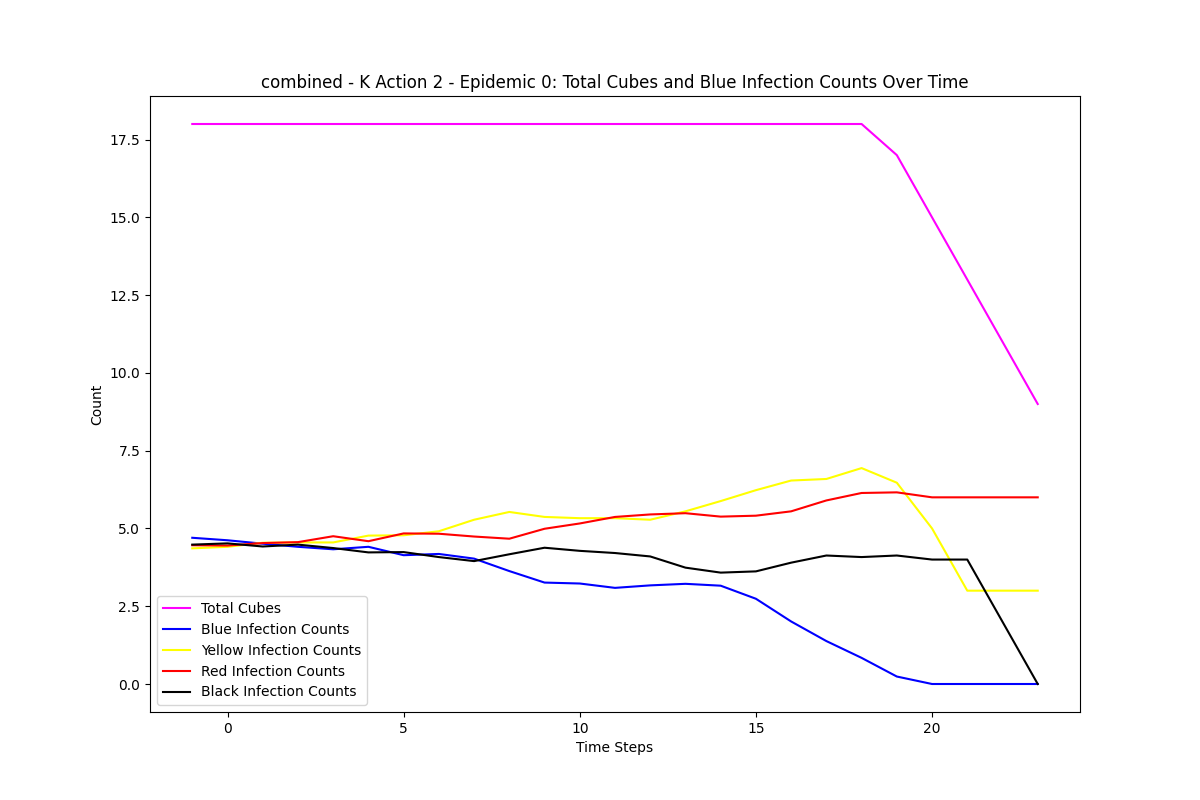 combined - K Action 2 - Epidemic 0: Total Cubes and Blue Infection Counts Over Time
17.5
15.0
12.5
10.0
7.5
5.0
2.5
0.0
Count
Total Cubes
Blue Infection Counts
Yellow Infection Counts
Red Infection Counts
Black Infection Counts
0 5 10 15 20
Time Steps